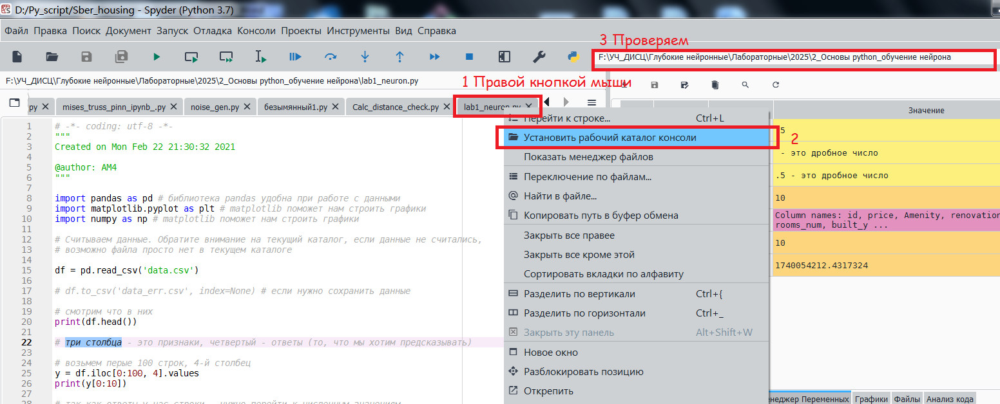 D:/Py_script/Sber_housing - Spyder (Python 3.7)
Файл Правка Поиск Документ Запуск Отладка Консоли Проекты Инструменты Вид Справка
3 Проверяем
F:\УЧ_ДИСЦ\Глубокие нейронные\Лабораторные\2025\2_Основы python_обучение нейрона
F:\УЧ_ДИСЦ\Глубокие нейронные\Лабораторные\2025\2_Основы python_обучение нейрона\lab1_neuron.py
1 Правой кнопкой мыши
py mises_truss_pinn_ipynb_.py noise_gen.py безымянный1.py Calc_distance_check.py lab1_neuron.py
1 # -*- coding: utf-8 -*-
2 """
3 Created on Mon Feb 22 21:30:32 2021
4
5 @author: AM4
6 """
7
8 import pandas as pd # библиотека pandas удобна при работе с данными
9 import matplotlib.pyplot as plt # matplotlib поможет нам строить графики
10 import numpy as np # matplotlib поможет нам строить графики
11
12 # Считываем данные. Обратите внимание на текущий каталог, если данные не считались,
13 # возможно файла просто нет в текущем каталоге
14
15 df = pd.read_csv('data.csv')
16
17 # df.to_csv('data_err.csv', index=None) # если нужно сохранить данные
18
19 # смотрим что в них
20 print(df.head())
21
22 # три столбца - это признаки, четвертый - ответы (то, что мы хотим предсказывать)
23
24 # возьмем перые 100 строк, 4-й столбец
25 y = df.iloc[0:100, 4].values
26 print(y[0:10])
27
28 # так как ответы у нас строки - нужно перейти к численным значениям
Перейти к строке... Ctrl+L
Установить рабочий каталог консоли
2
Показать менеджер файлов
Переключение по файлам...
Найти в файле...
Копировать путь в буфер обмена
Закрыть все правее
Закрыть все кроме этой
Сортировать вкладки по алфавиту
Разделить по вертикали Ctrl+{
Разделить по горизонтали Ctrl+_
Закрыть эту панель Alt+Shift+W
Новое окно
Разблокировать позицию
Открепить
Значение
5
- это дробное число
.5 - это дробное число
10
Column names: id, price, Amenity, renovation
rooms_num, built_y ...
10
1740054212.4317324
неджер Переменных Графики Файлы Анализ кода